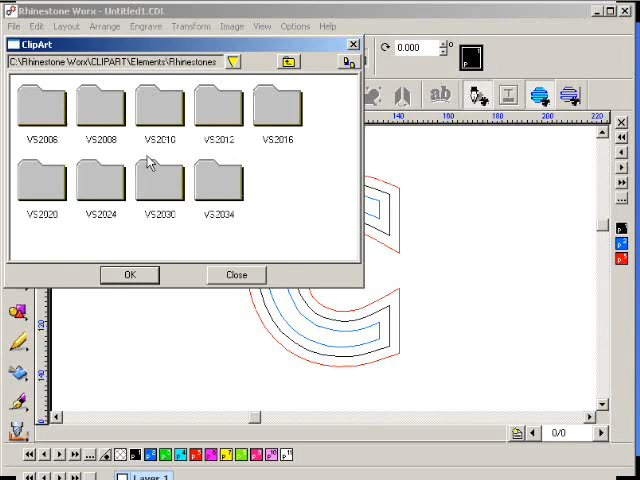 Rhinestone Worx - Untitled1.CDL
File Edit Layout Arrange Engrave Transform Image View Options
ClipArt
C:\Rhinestone Worx\CLIPART\Elements\Rhinestones
0.000 °
ab
VS2006 VS2008 VS2010 VS2012 VS2016
VS2020 VS2024 VS2030 VS2034
OK Close
140 160 180 200 220
120
140
0/0
Layer 1